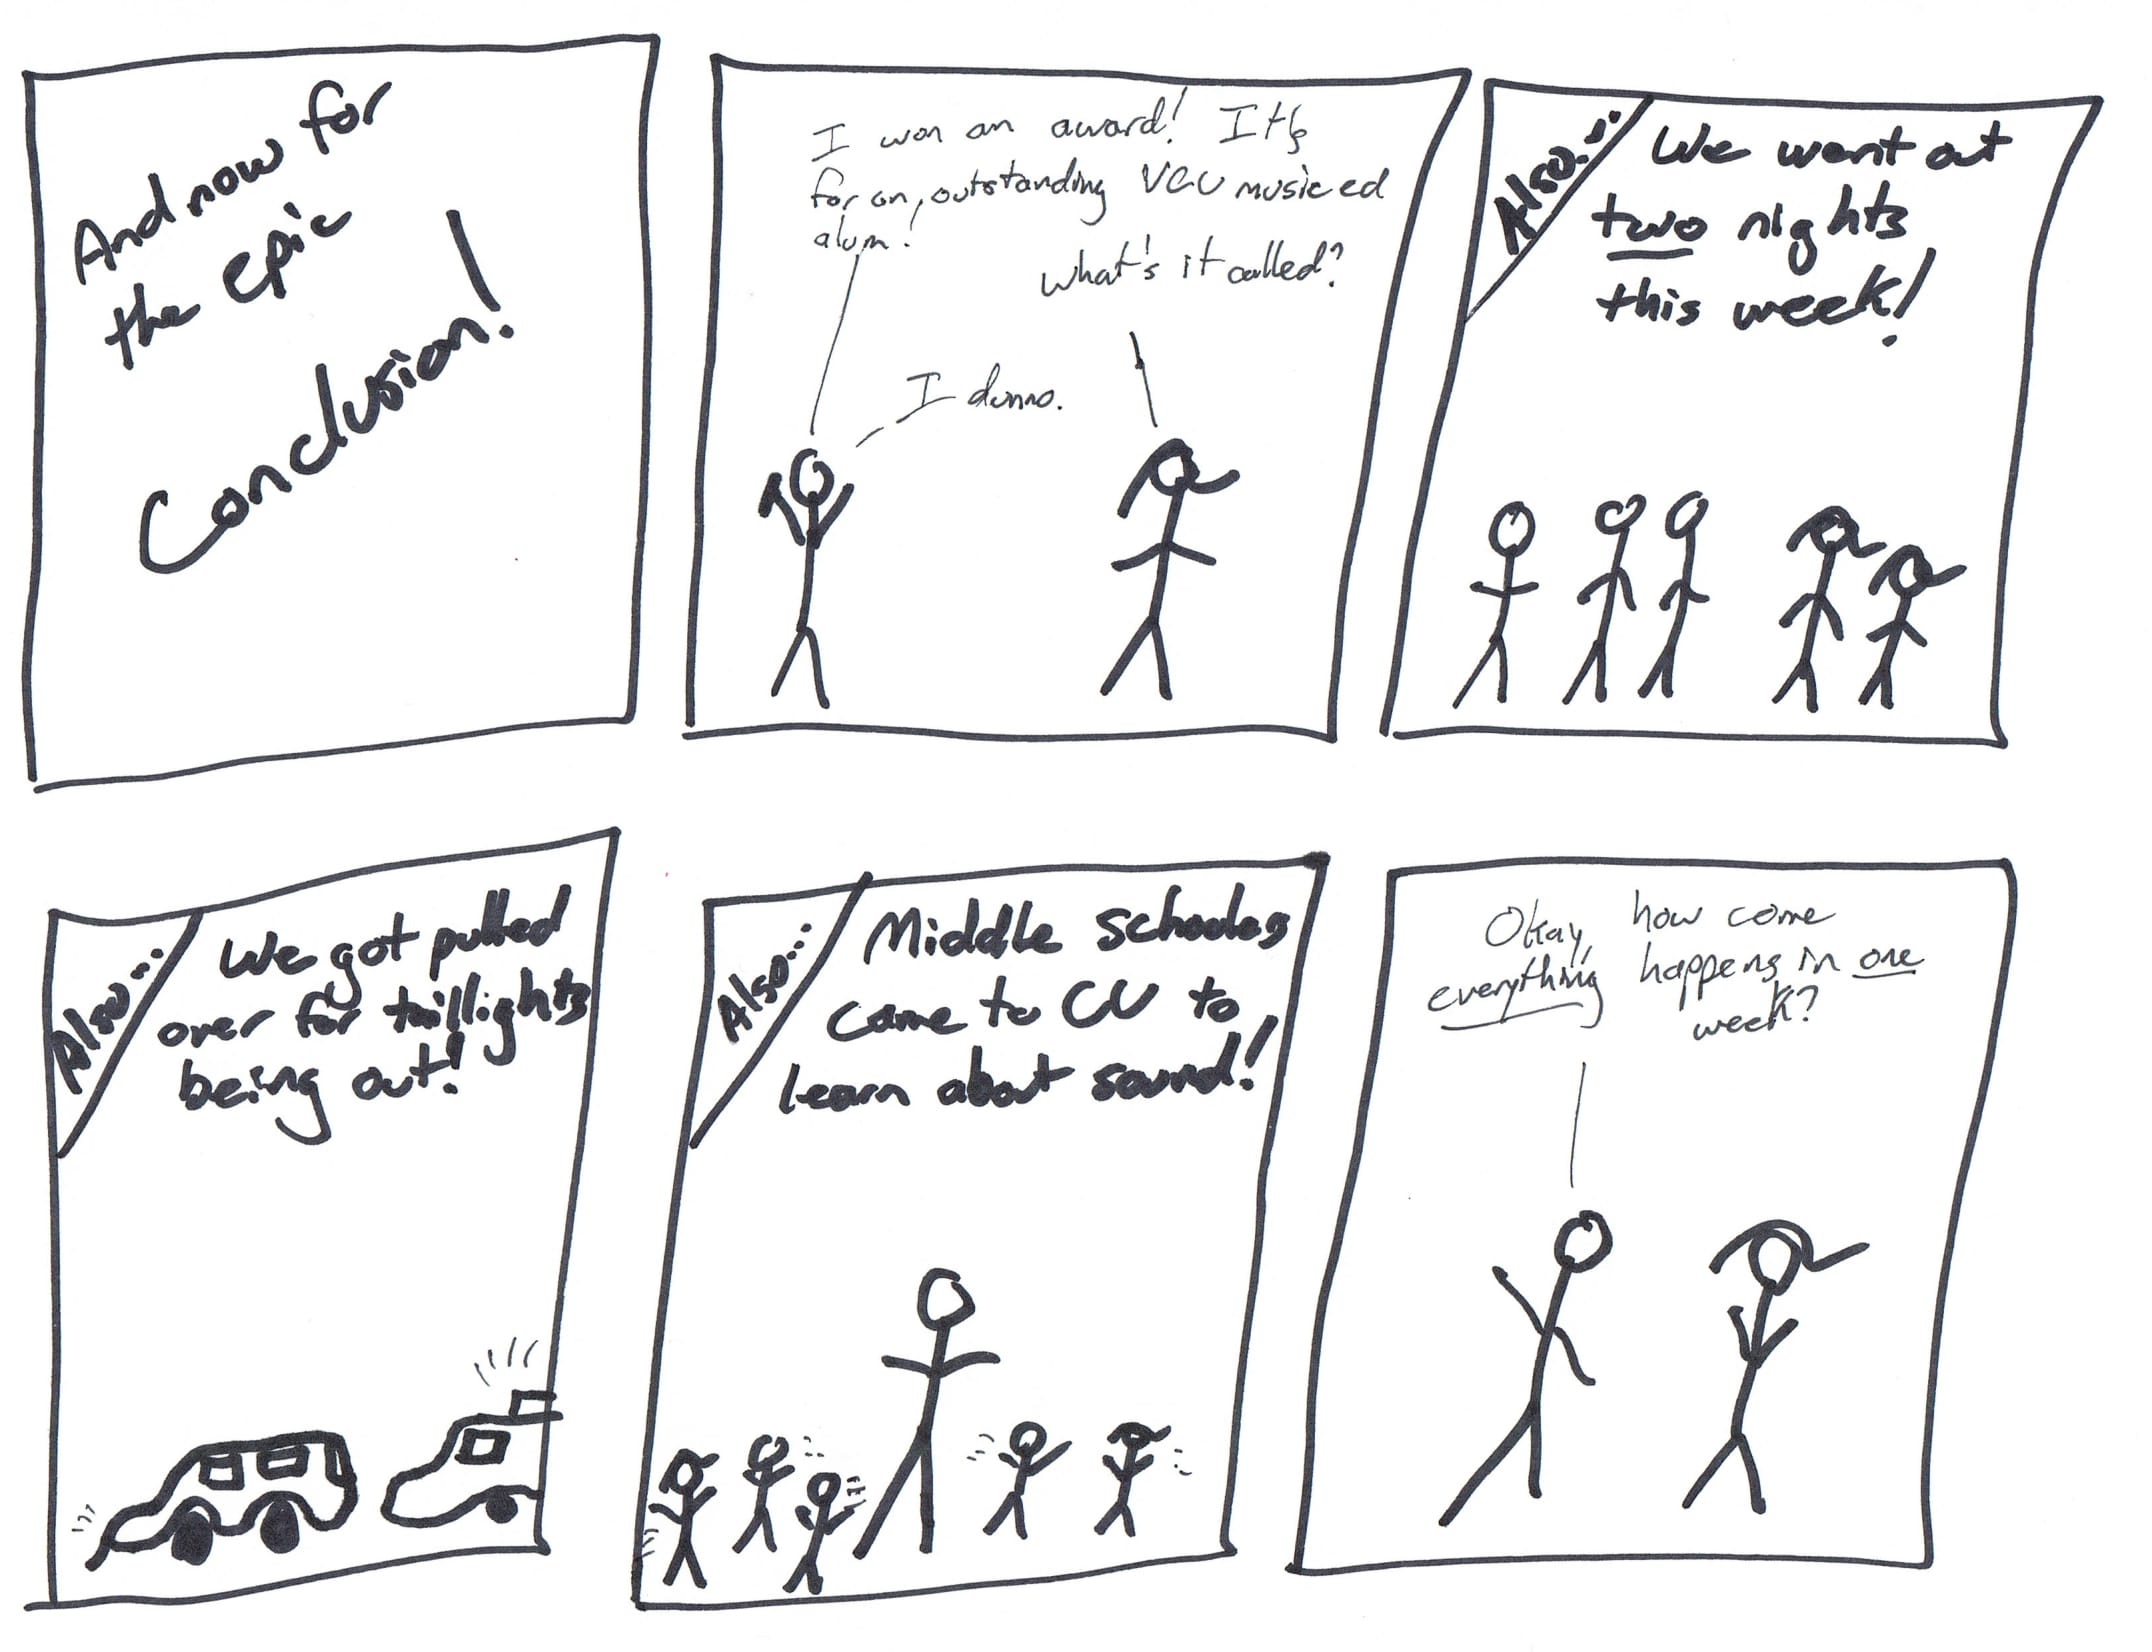 And now for
the epic
Conclusion!
I won an award! It's
for an outstanding VCU music ed
alum!
What's it called?
I dunno.
Also...
We went out
two nights
this week!
Also...
We got pulled
over for taillights
being out!
Also...
Middle schools
came to CU to
learn about sound!
Okay, how come
everything happens in one
week?